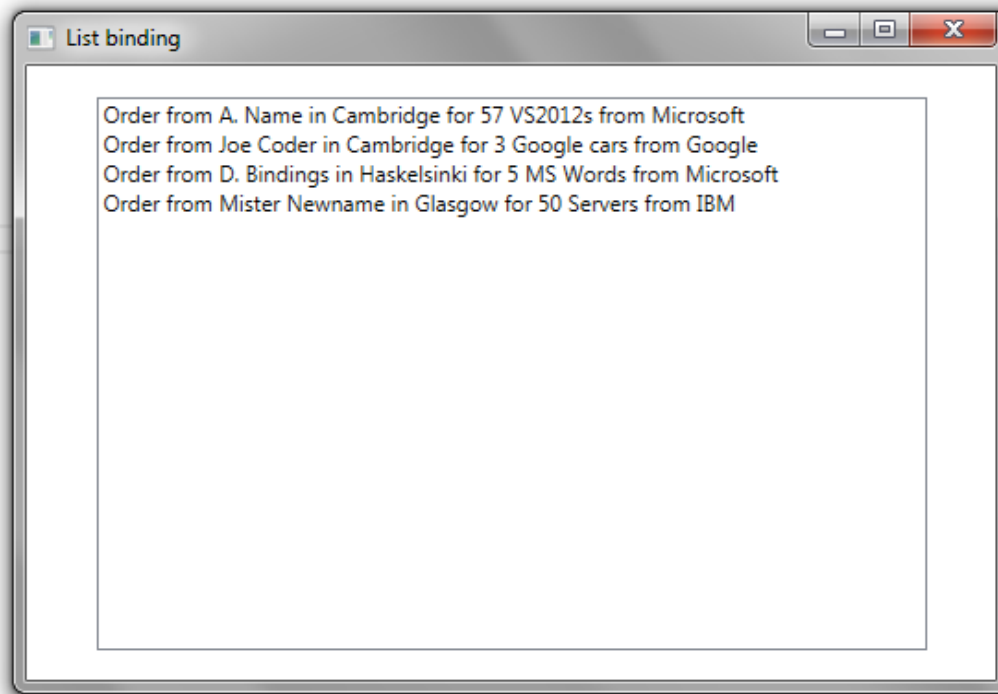 List binding
Order from A. Name in Cambridge for 57 VS2012s from Microsoft
Order from Joe Coder in Cambridge for 3 Google cars from Google
Order from D. Bindings in Haskelsinki for 5 MS Words from Microsoft
Order from Mister Newname in Glasgow for 50 Servers from IBM